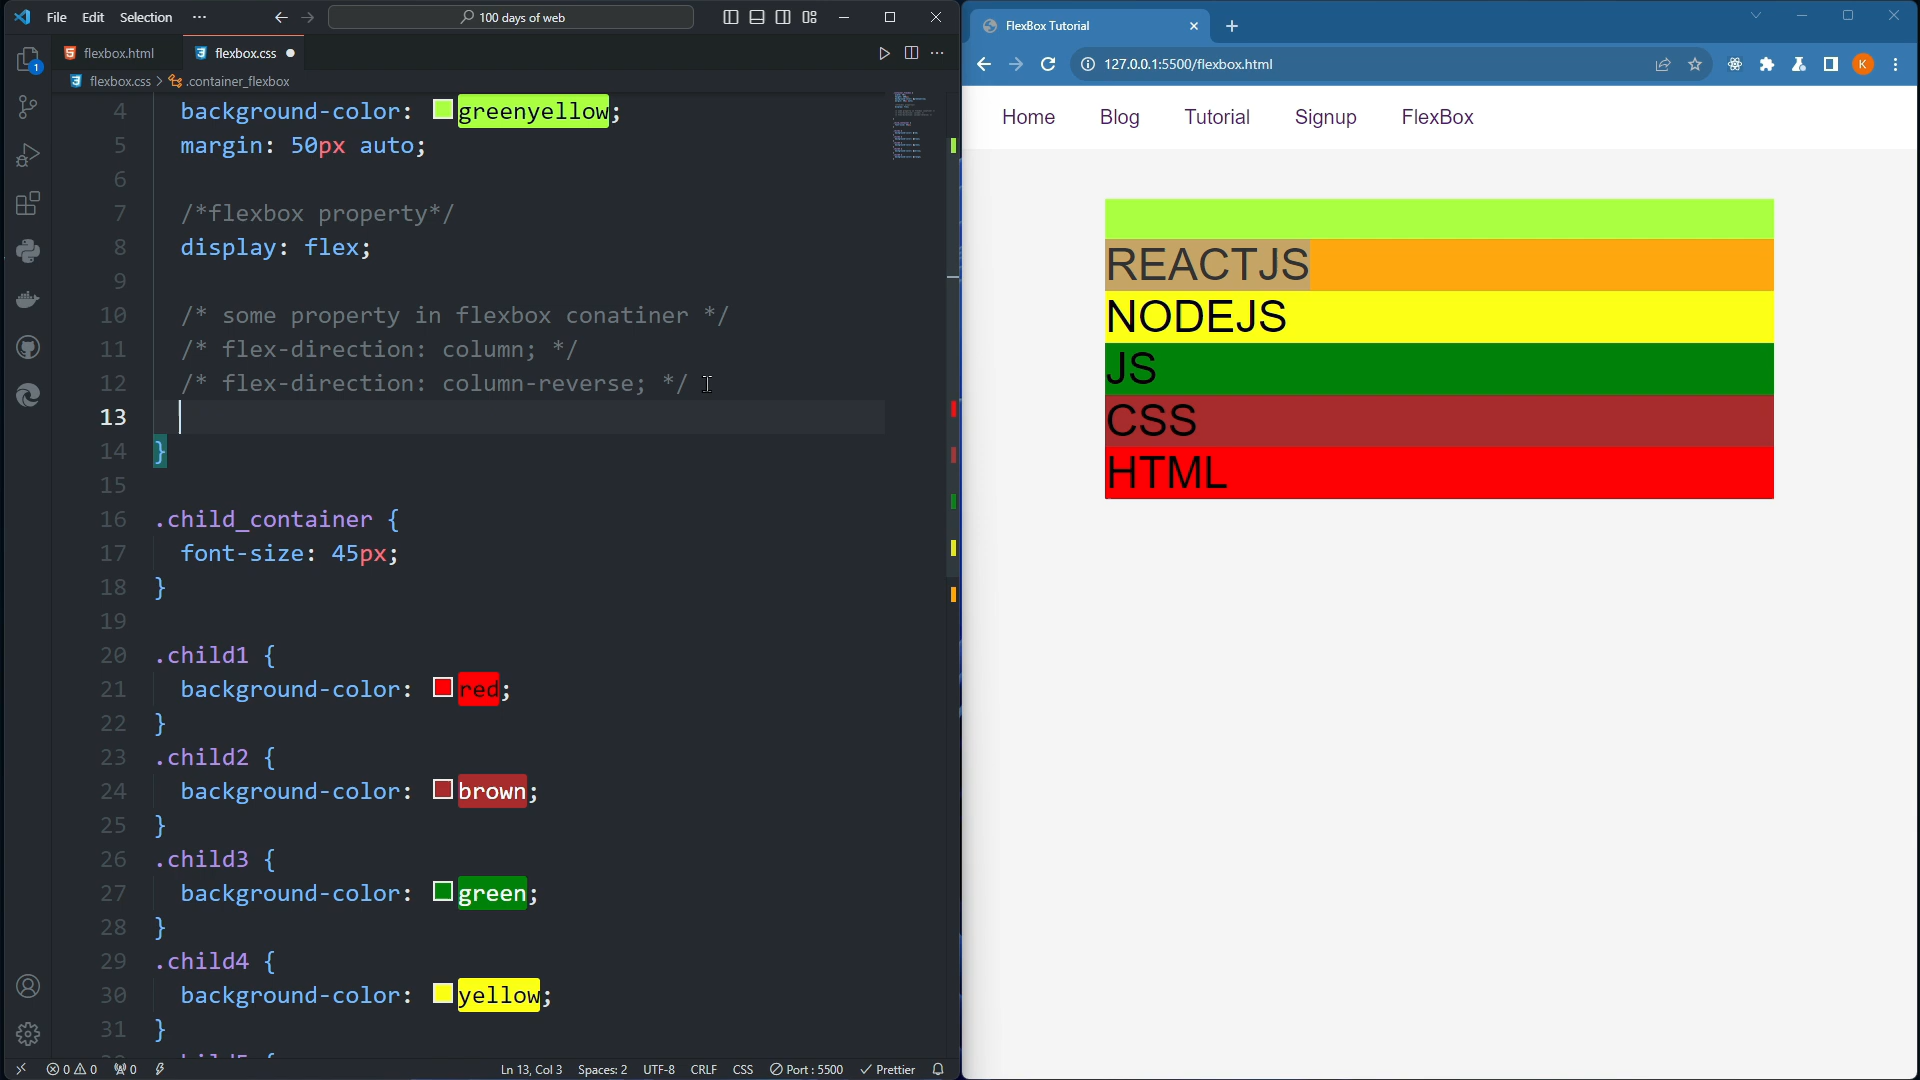 File Edit Selection ···
100 days of web
flexbox.html
flexbox.css
flexbox.css > .container_flexbox
4 background-color: greenyellow;
5 margin: 50px auto;
6
7 /*flexbox property*/
8 display: flex;
9
10 /* some property in flexbox conatiner */
11 /* flex-direction: column; */
12 /* flex-direction: column-reverse; */
13
14 }
15
16 .child_container {
17 font-size: 45px;
18 }
19
20 .child1 {
21 background-color: red;
22 }
23 .child2 {
24 background-color: brown;
25 }
26 .child3 {
27 background-color: green;
28 }
29 .child4 {
30 background-color: yellow;
31 }
1
0 0 0
Ln 13, Col 3 Spaces: 2 UTF-8 CRLF CSS Port : 5500 Prettier
FlexBox Tutorial
127.0.0.1:5500/flexbox.html
K
Home Blog Tutorial Signup FlexBox
REACTJS
NODEJS
JS
CSS
HTML